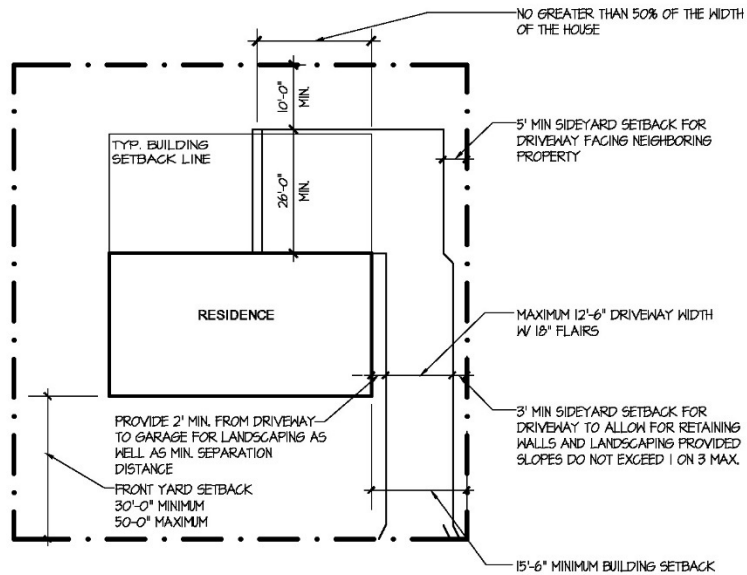 NO GREATER THAN 50% OF THE WIDTH
OF THE HOUSE
10'-0"
MIN.
TYP. BUILDING
SETBACK LINE
5' MIN SIDEYARD SETBACK FOR
DRIVEWAY FACING NEIGHBORING
PROPERTY
26'-0"
MIN.
RESIDENCE
MAXIMUM 12'-6" DRIVEWAY WIDTH
W/ 18" FLAIRS
PROVIDE 2' MIN. FROM DRIVEWAY
TO GARAGE FOR LANDSCAPING AS
WELL AS MIN. SEPARATION
DISTANCE
3' MIN SIDEYARD SETBACK FOR
DRIVEWAY TO ALLOW FOR RETAINING
WALLS AND LANDSCAPING PROVIDED
SLOPES DO NOT EXCEED 1 ON 3 MAX.
FRONT YARD SETBACK
30'-0" MINIMUM
50-0" MAXIMUM
15'-6" MINIMUM BUILDING SETBACK